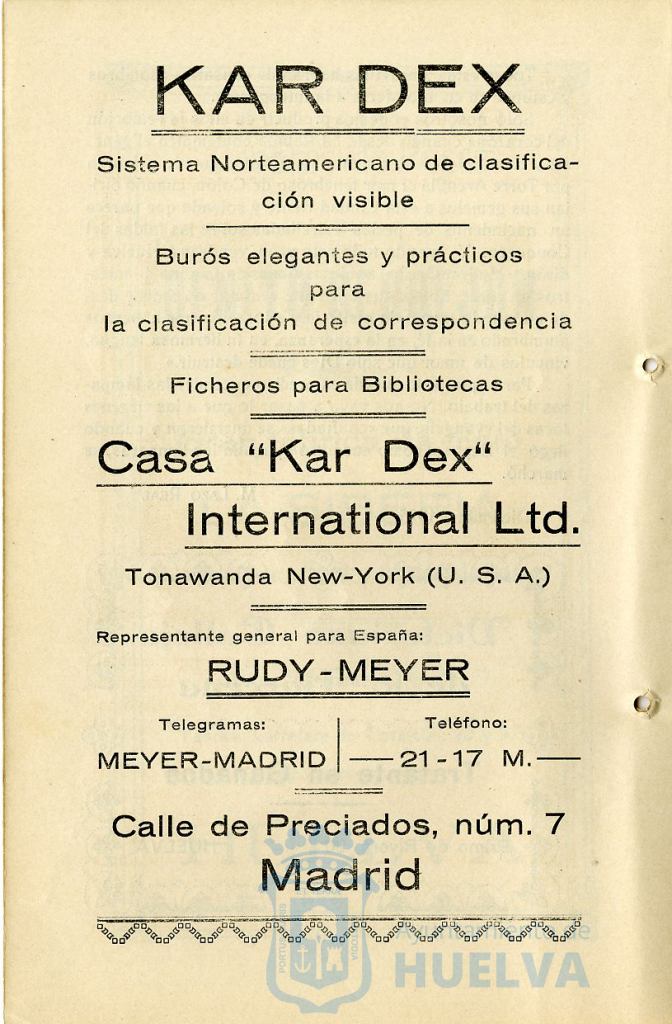 KAR DEX
Sistema Norteamericano de clasifica-
ción visible
Burós elegantes y prácticos
para
la clasificación de correspondencia
Ficheros para Bibliotecas
Casa “Kar Dex“
International Ltd.
Tonawanda New-York (U. S. A.)
Representante general para España:
RUDY-MEYER
Telegramas:
MEYER-MADRID
Teléfono:
21-17 M.
Calle de Preciados, núm. 7
Madrid
Ayuntamiento de
HUELVA